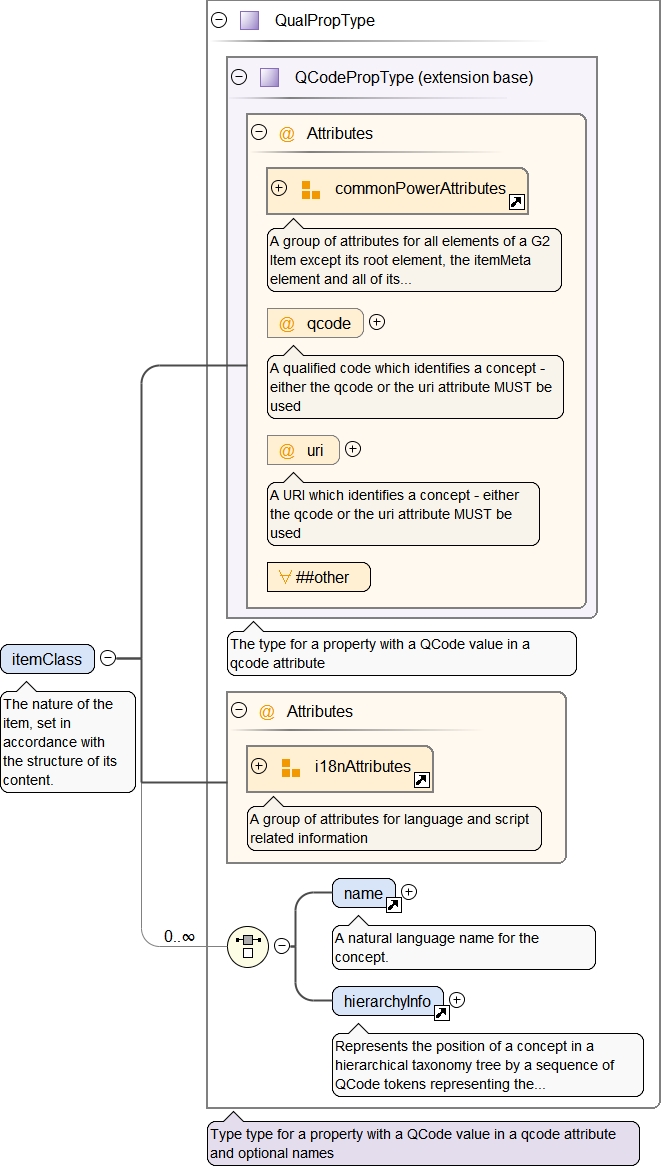 QualPropType
QCodePropType (extension base)
@ Attributes
commonPowerAttributes
A group of attributes for all elements of a G2
Item except its root element, the itemMeta
element and all of its...
@ qcode
A qualified code which identifies a concept -
either the qcode or the uri attribute MUST be
used
@ uri
A URI which identifies a concept - either
the qcode or the uri attribute MUST be
used
##other
The type for a property with a QCode value in a
qcode attribute
itemClass
The nature of the
item, set in
accordance with
the structure of its
content.
@ Attributes
i18nAttributes
A group of attributes for language and script
related information
0..∞
name
A natural language name for the
concept.
hierarchyInfo
Represents the position of a concept in a
hierarchical taxonomy tree by a sequence of
QCode tokens representing the...
Type type for a property with a QCode value in a qcode attribute
and optional names